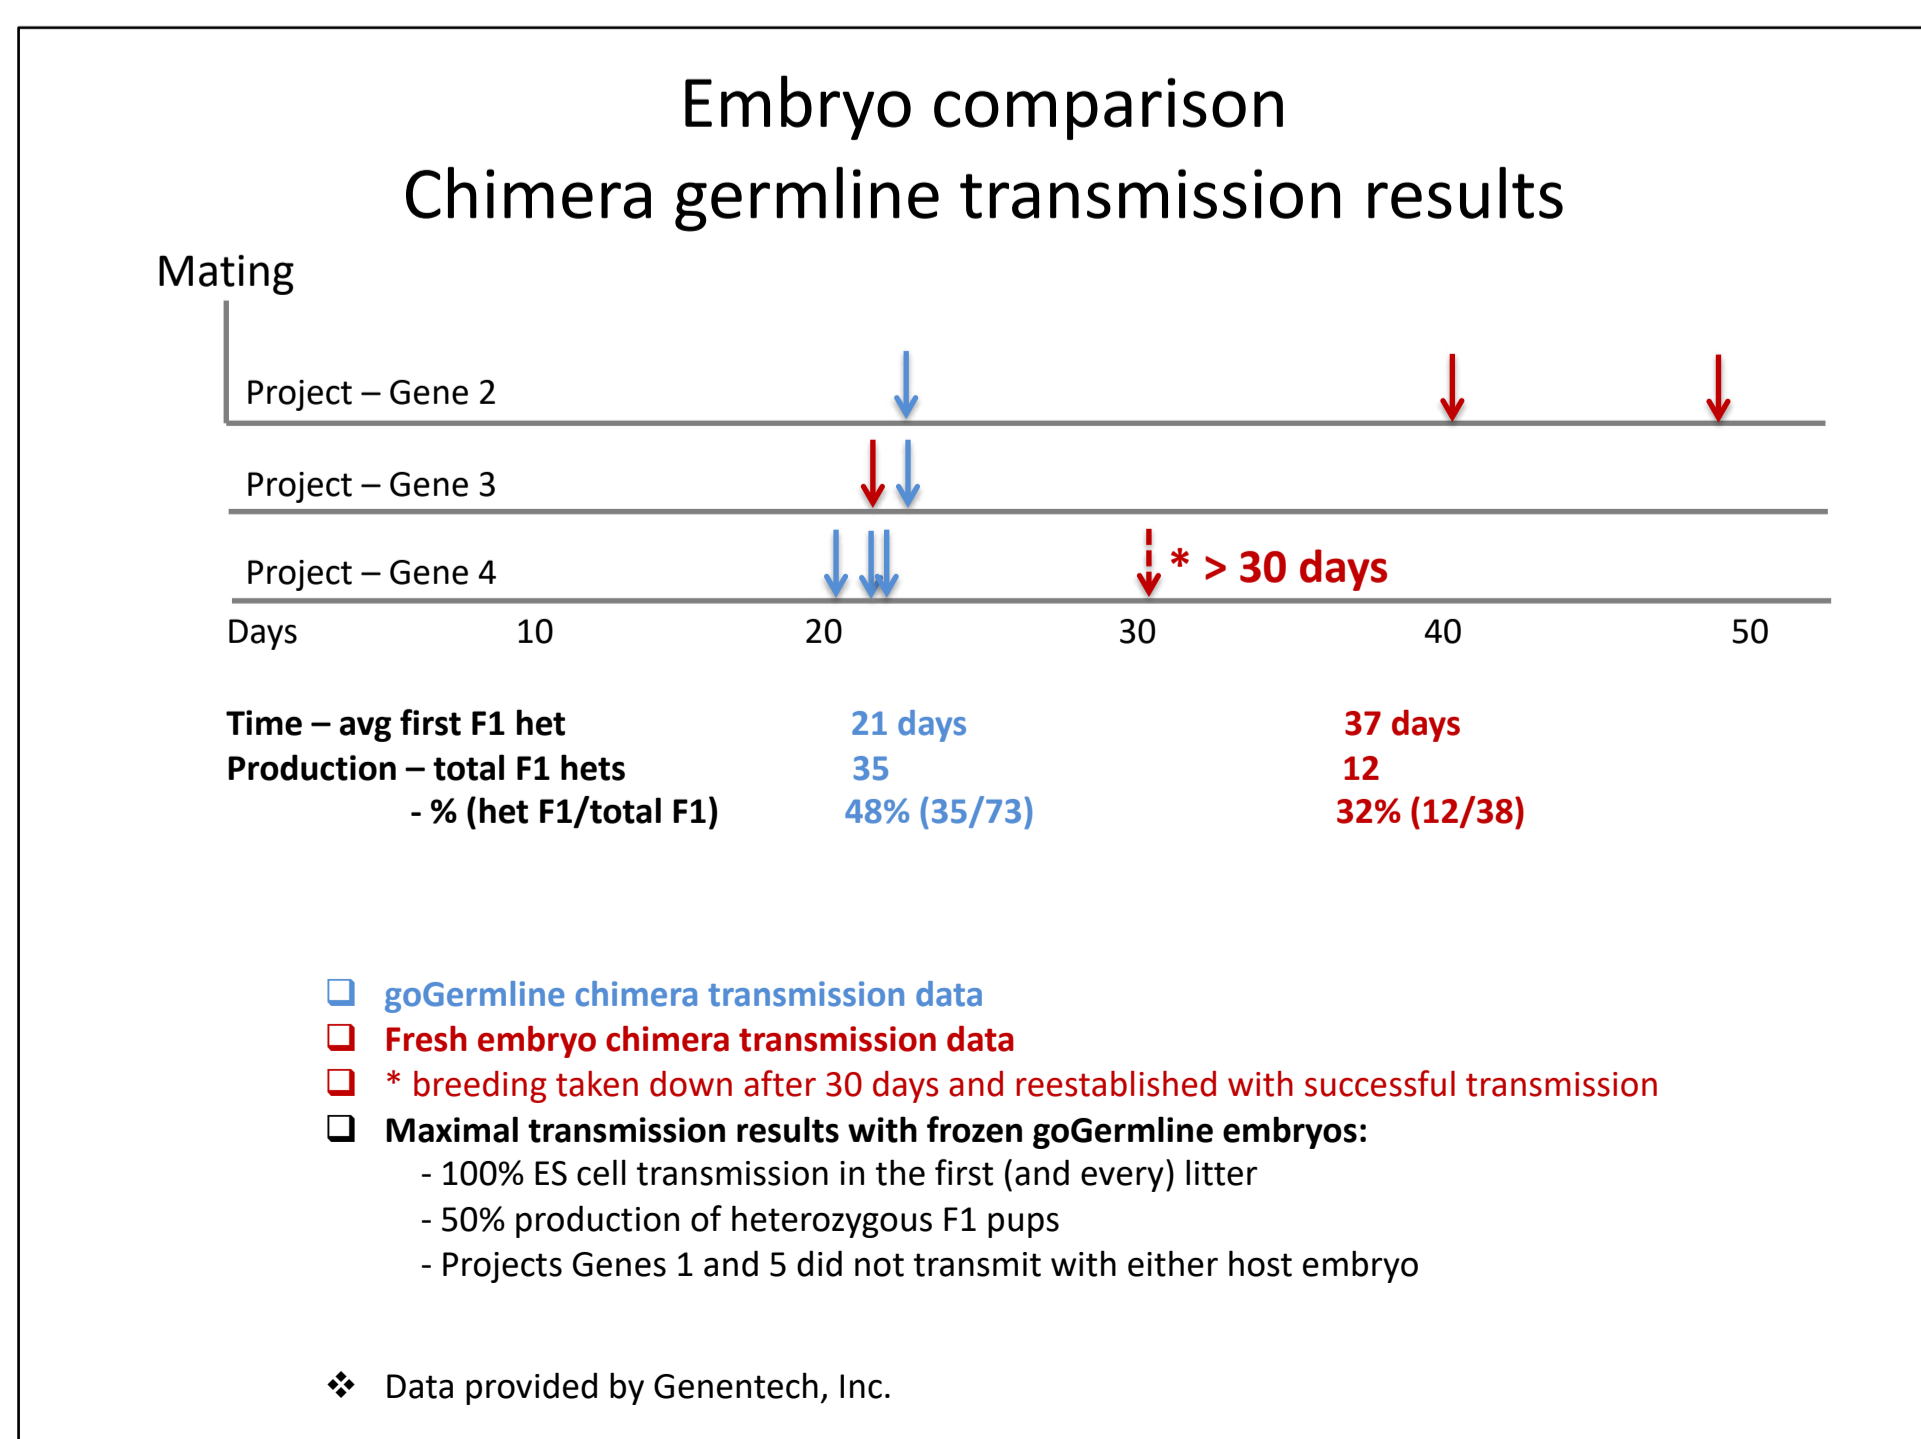 Embryo comparison
Chimera germline transmission results
Mating
Project – Gene 2
Project – Gene 3
Project – Gene 4
* > 30 days
Days 10 20 30 40 50
Time – avg first F1 het 21 days 37 days
Production – total F1 hets 35 12
- % (het F1/total F1) 48% (35/73) 32% (12/38)
goGermline chimera transmission data
Fresh embryo chimera transmission data
* breeding taken down after 30 days and reestablished with successful transmission
Maximal transmission results with frozen goGermline embryos:
- 100% ES cell transmission in the first (and every) litter
- 50% production of heterozygous F1 pups
- Projects Genes 1 and 5 did not transmit with either host embryo
Data provided by Genentech, Inc.